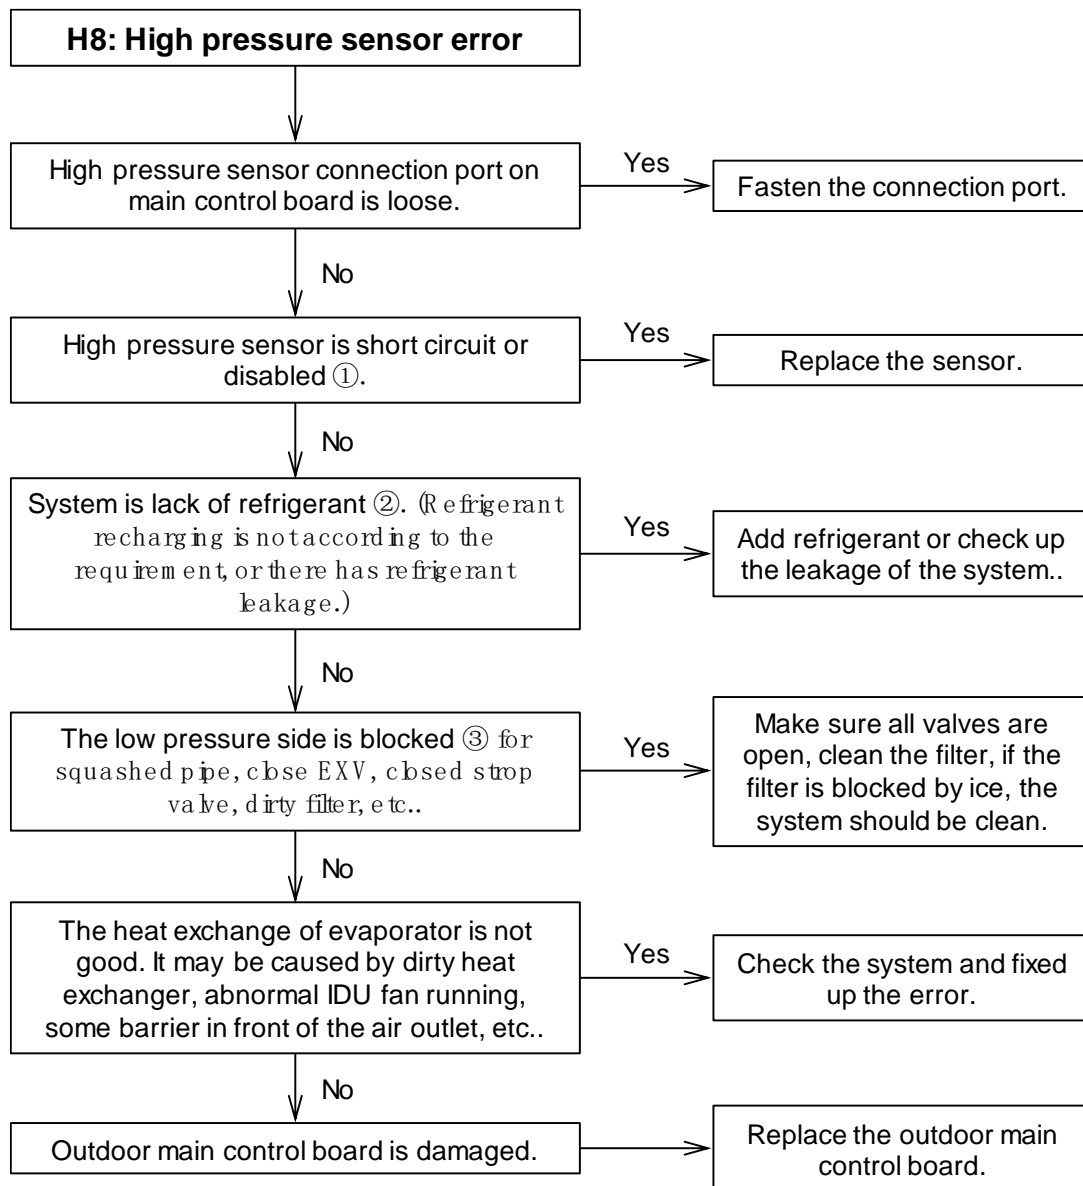 H8: High pressure sensor error
High pressure sensor connection port on
main control board is loose.
Yes
Fasten the connection port.
No
High pressure sensor is short circuit or
disabled ①.
Yes
Replace the sensor.
No
System is lack of refrigerant ②. (Refrigerant
recharging is not according to the
requirement, or there has refrigerant
leakage.)
Yes
Add refrigerant or check up
the leakage of the system..
No
The low pressure side is blocked ③ for
squashed pipe, close EXV, closed strop
valve, dirty filter, etc..
Yes
Make sure all valves are
open, clean the filter, if the
filter is blocked by ice, the
system should be clean.
No
The heat exchange of evaporator is not
good. It may be caused by dirty heat
exchanger, abnormal IDU fan running,
some barrier in front of the air outlet, etc..
Yes
Check the system and fixed
up the error.
No
Outdoor main control board is damaged.
Replace the outdoor main
control board.